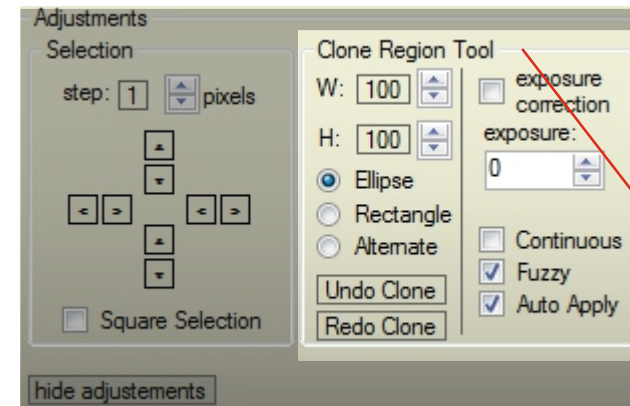 Adjustments
Selection
step: 1 pixels
Square Selection
Clone Region Tool
W: 100
H: 100
Ellipse
Rectangle
Alternate
Undo Clone
Redo Clone
exposure
correction
exposure:
0
Continuous
Fuzzy
Auto Apply
hide adjustements